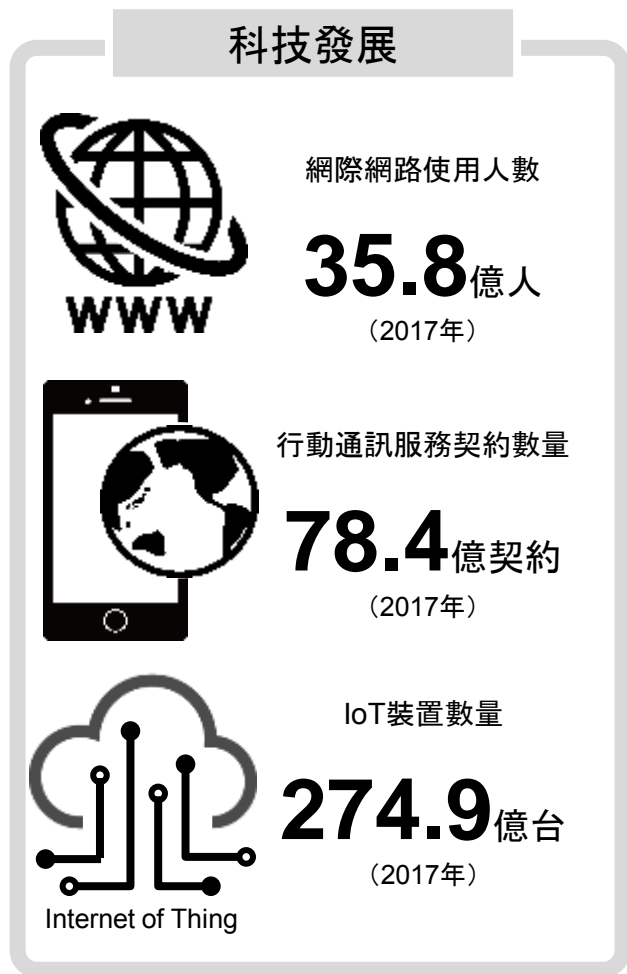 科技發展
網際網路使用人數
35.8億人
（2017年）
WWW
行動通訊服務契約數量
78.4億契約
（2017年）
IoT裝置數量
274.9億台
（2017年）
Internet of Thing